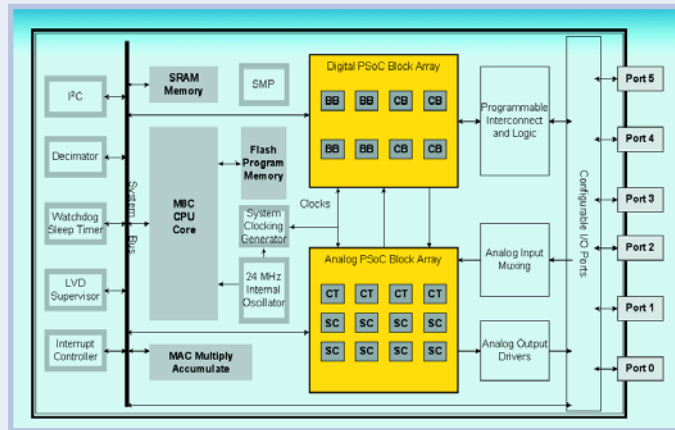 Digital PSoC Block Array
BB BB CB CB
BB BB CB CB
SRAM
Memory
SMP
I²C
Decimator
Watchdog
Sleep Timer
LVD
Supervisor
Interrupt
Controller
System Bus
M8C
CPU
Core
Flash
Program
Memory
System
Clocking
Generator
24 MHz
Internal
Oscillator
MAC Multiply
Accumulate
Clocks
Analog PSoC Block Array
CT CT CT CT
SC SC SC SC
SC SC SC SC
Programmable
Interconnect
and Logic
Analog Input
Muxing
Analog Output
Drivers
Configurable I/O Ports
Port 5
Port 4
Port 3
Port 2
Port 1
Port 0